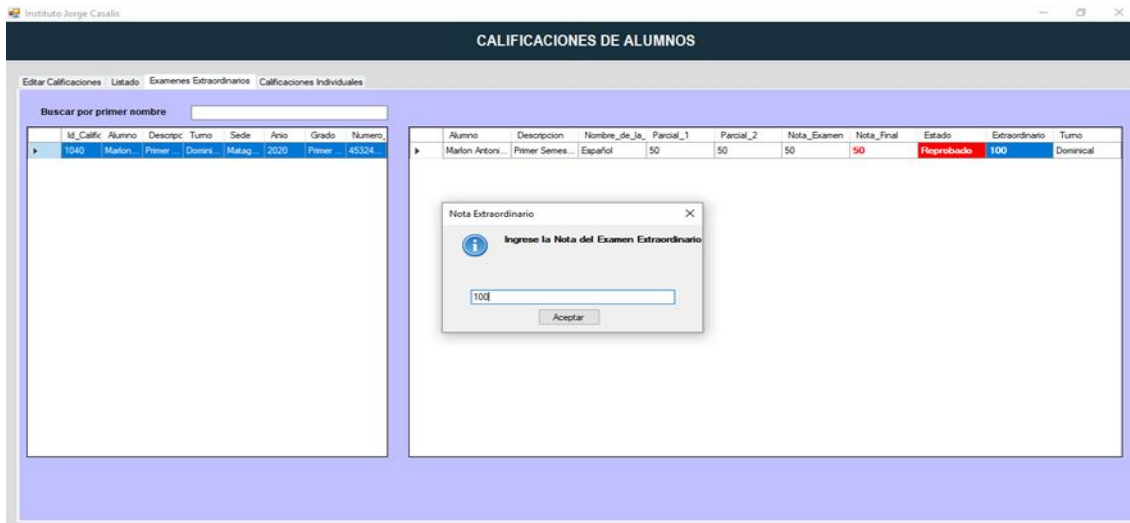 Instituto Jorge Casalis
CALIFICACIONES DE ALUMNOS
Editar Calificaciones Listado Examenes Extraordinarios Calificaciones Individuales
Buscar por primer nombre
Id_Calific Alumno Descripc Turno Sede Anio Grado Numero_
1040 Marlon... Primer ... Domini... Matag... 2020 Primer ... 45324...
Alumno Descripcion Nombre_de_la_ Parcial_1 Parcial_2 Nota_Examen Nota_Final Estado Extraordinario Turno
Marlon Antoni... Primer Semes... Español 50 50 50 50 Reprobado 100 Dominical
Nota Extraordinario
Ingrese la Nota del Examen Extraordinario
100
Aceptar